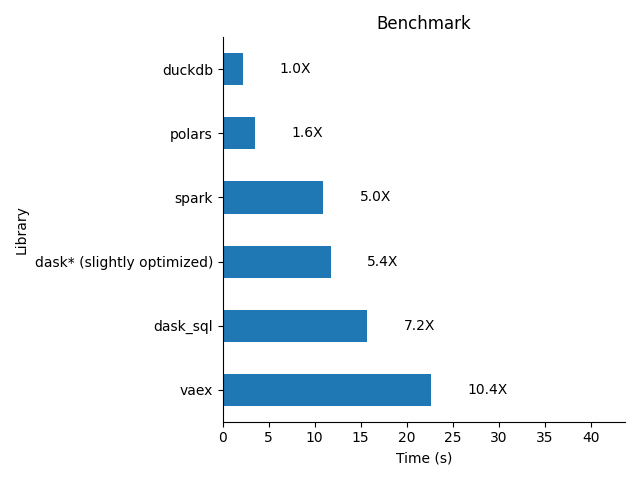 Benchmark
duckdb 1.0X
polars 1.6X
spark 5.0X
dask* (slightly optimized) 5.4X
dask_sql 7.2X
vaex 10.4X
Library
0 5 10 15 20 25 30 35 40
Time (s)